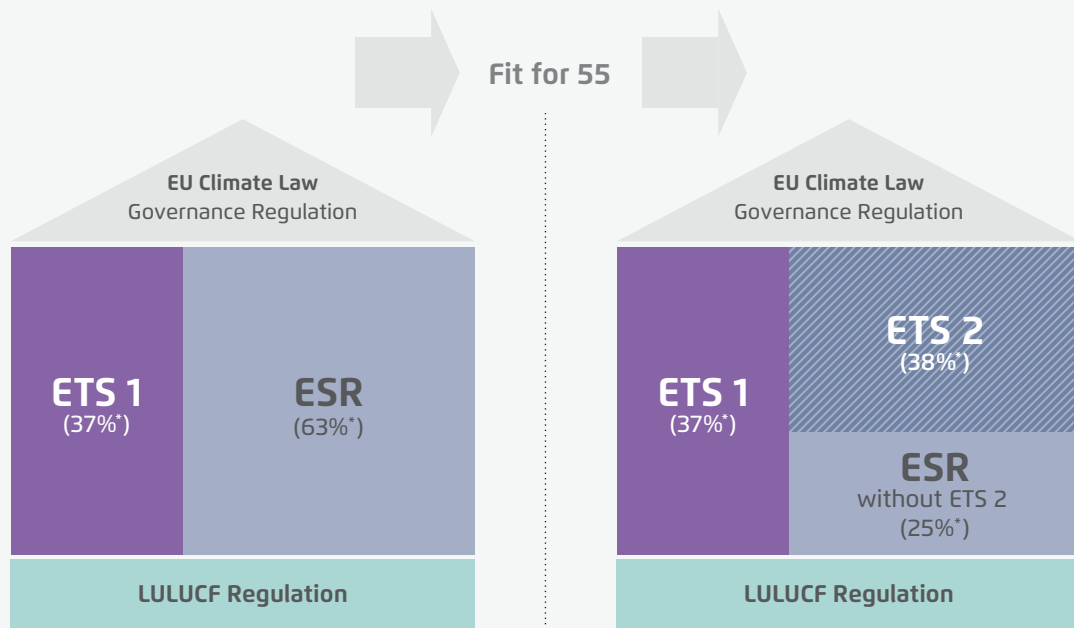 Fit for 55
EU Climate Law
Governance Regulation
ETS 1
(37%*)
ESR
(63%*)
LULUCF Regulation
EU Climate Law
Governance Regulation
ETS 1
(37%*)
ETS 2
(38%*)
ESR
without ETS 2
(25%*)
LULUCF Regulation